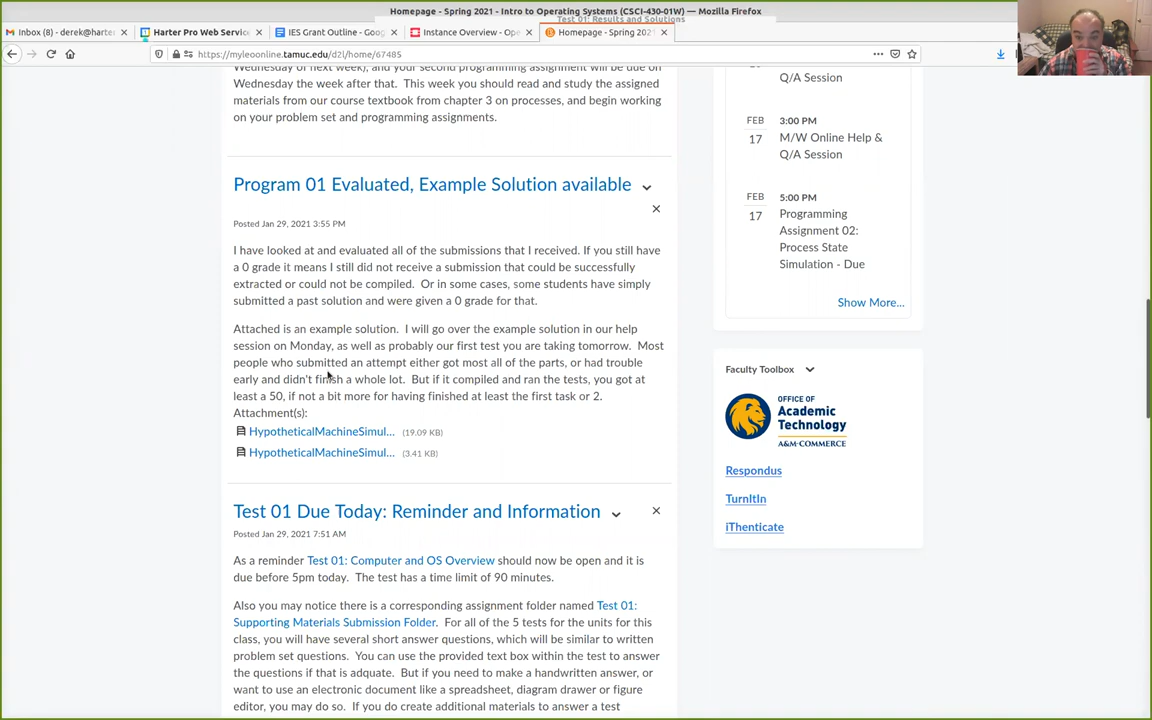 Homepage - Spring 2021 - Intro to Operating Systems (CSCI-430-01W) — Mozilla Firefox
Test 01: Results and Solutions
Inbox (8) - derek@harter
Harter Pro Web Service
IES Grant Outline - Goog
Instance Overview - Ope
Homepage - Spring 2021
https://myleoonline.tamuc.edu/d2l/home/67485
Wednesday of next week), and your second programming assignment will be due on
Wednesday the week after that. This week you should read and study the assigned
materials from our course textbook from chapter 3 on processes, and begin working
on your problem set and programming assignments.
Program 01 Evaluated, Example Solution available
Posted Jan 29, 2021 3:55 PM
I have looked at and evaluated all of the submissions that I received. If you still have
a 0 grade it means I still did not receive a submission that could be successfully
extracted or could not be compiled. Or in some cases, some students have simply
submitted a past solution and were given a 0 grade for that.
Attached is an example solution. I will go over the example solution in our help
session on Monday, as well as probably our first test you are taking tomorrow. Most
people who submitted an attempt either got most all of the parts, or had trouble
early and didn't finish a whole lot. But if it compiled and ran the tests, you got at
least a 50, if not a bit more for having finished at least the first task or 2.
Attachment(s):
HypotheticalMachineSimul... (19.09 KB)
HypotheticalMachineSimul... (3.41 KB)
Test 01 Due Today: Reminder and Information
Posted Jan 29, 2021 7:51 AM
As a reminder Test 01: Computer and OS Overview should now be open and it is
due before 5pm today. The test has a time limit of 90 minutes.
Also you may notice there is a corresponding assignment folder named Test 01:
Supporting Materials Submission Folder. For all of the 5 tests for the units for this
class, you will have several short answer questions, which will be similar to written
problem set questions. You can use the provided text box within the test to answer
the questions if that is adquate. But if you need to make a handwritten answer, or
want to use an electronic document like a spreadsheet, diagram drawer or figure
editor, you may do so. If you do create additional materials to answer a test
Q/A Session
FEB
17
3:00 PM
M/W Online Help &
Q/A Session
FEB
17
5:00 PM
Programming
Assignment 02:
Process State
Simulation - Due
Show More...
Faculty Toolbox
OFFICE OF
Academic
Technology
A&M-COMMERCE
Respondus
TurnItIn
iThenticate